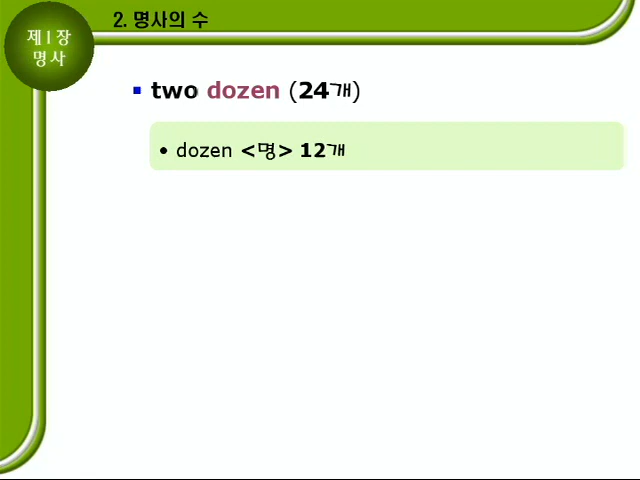 2. 명사의 수
제1장
명사
▪ two dozen (24개)
• dozen <명> 12개